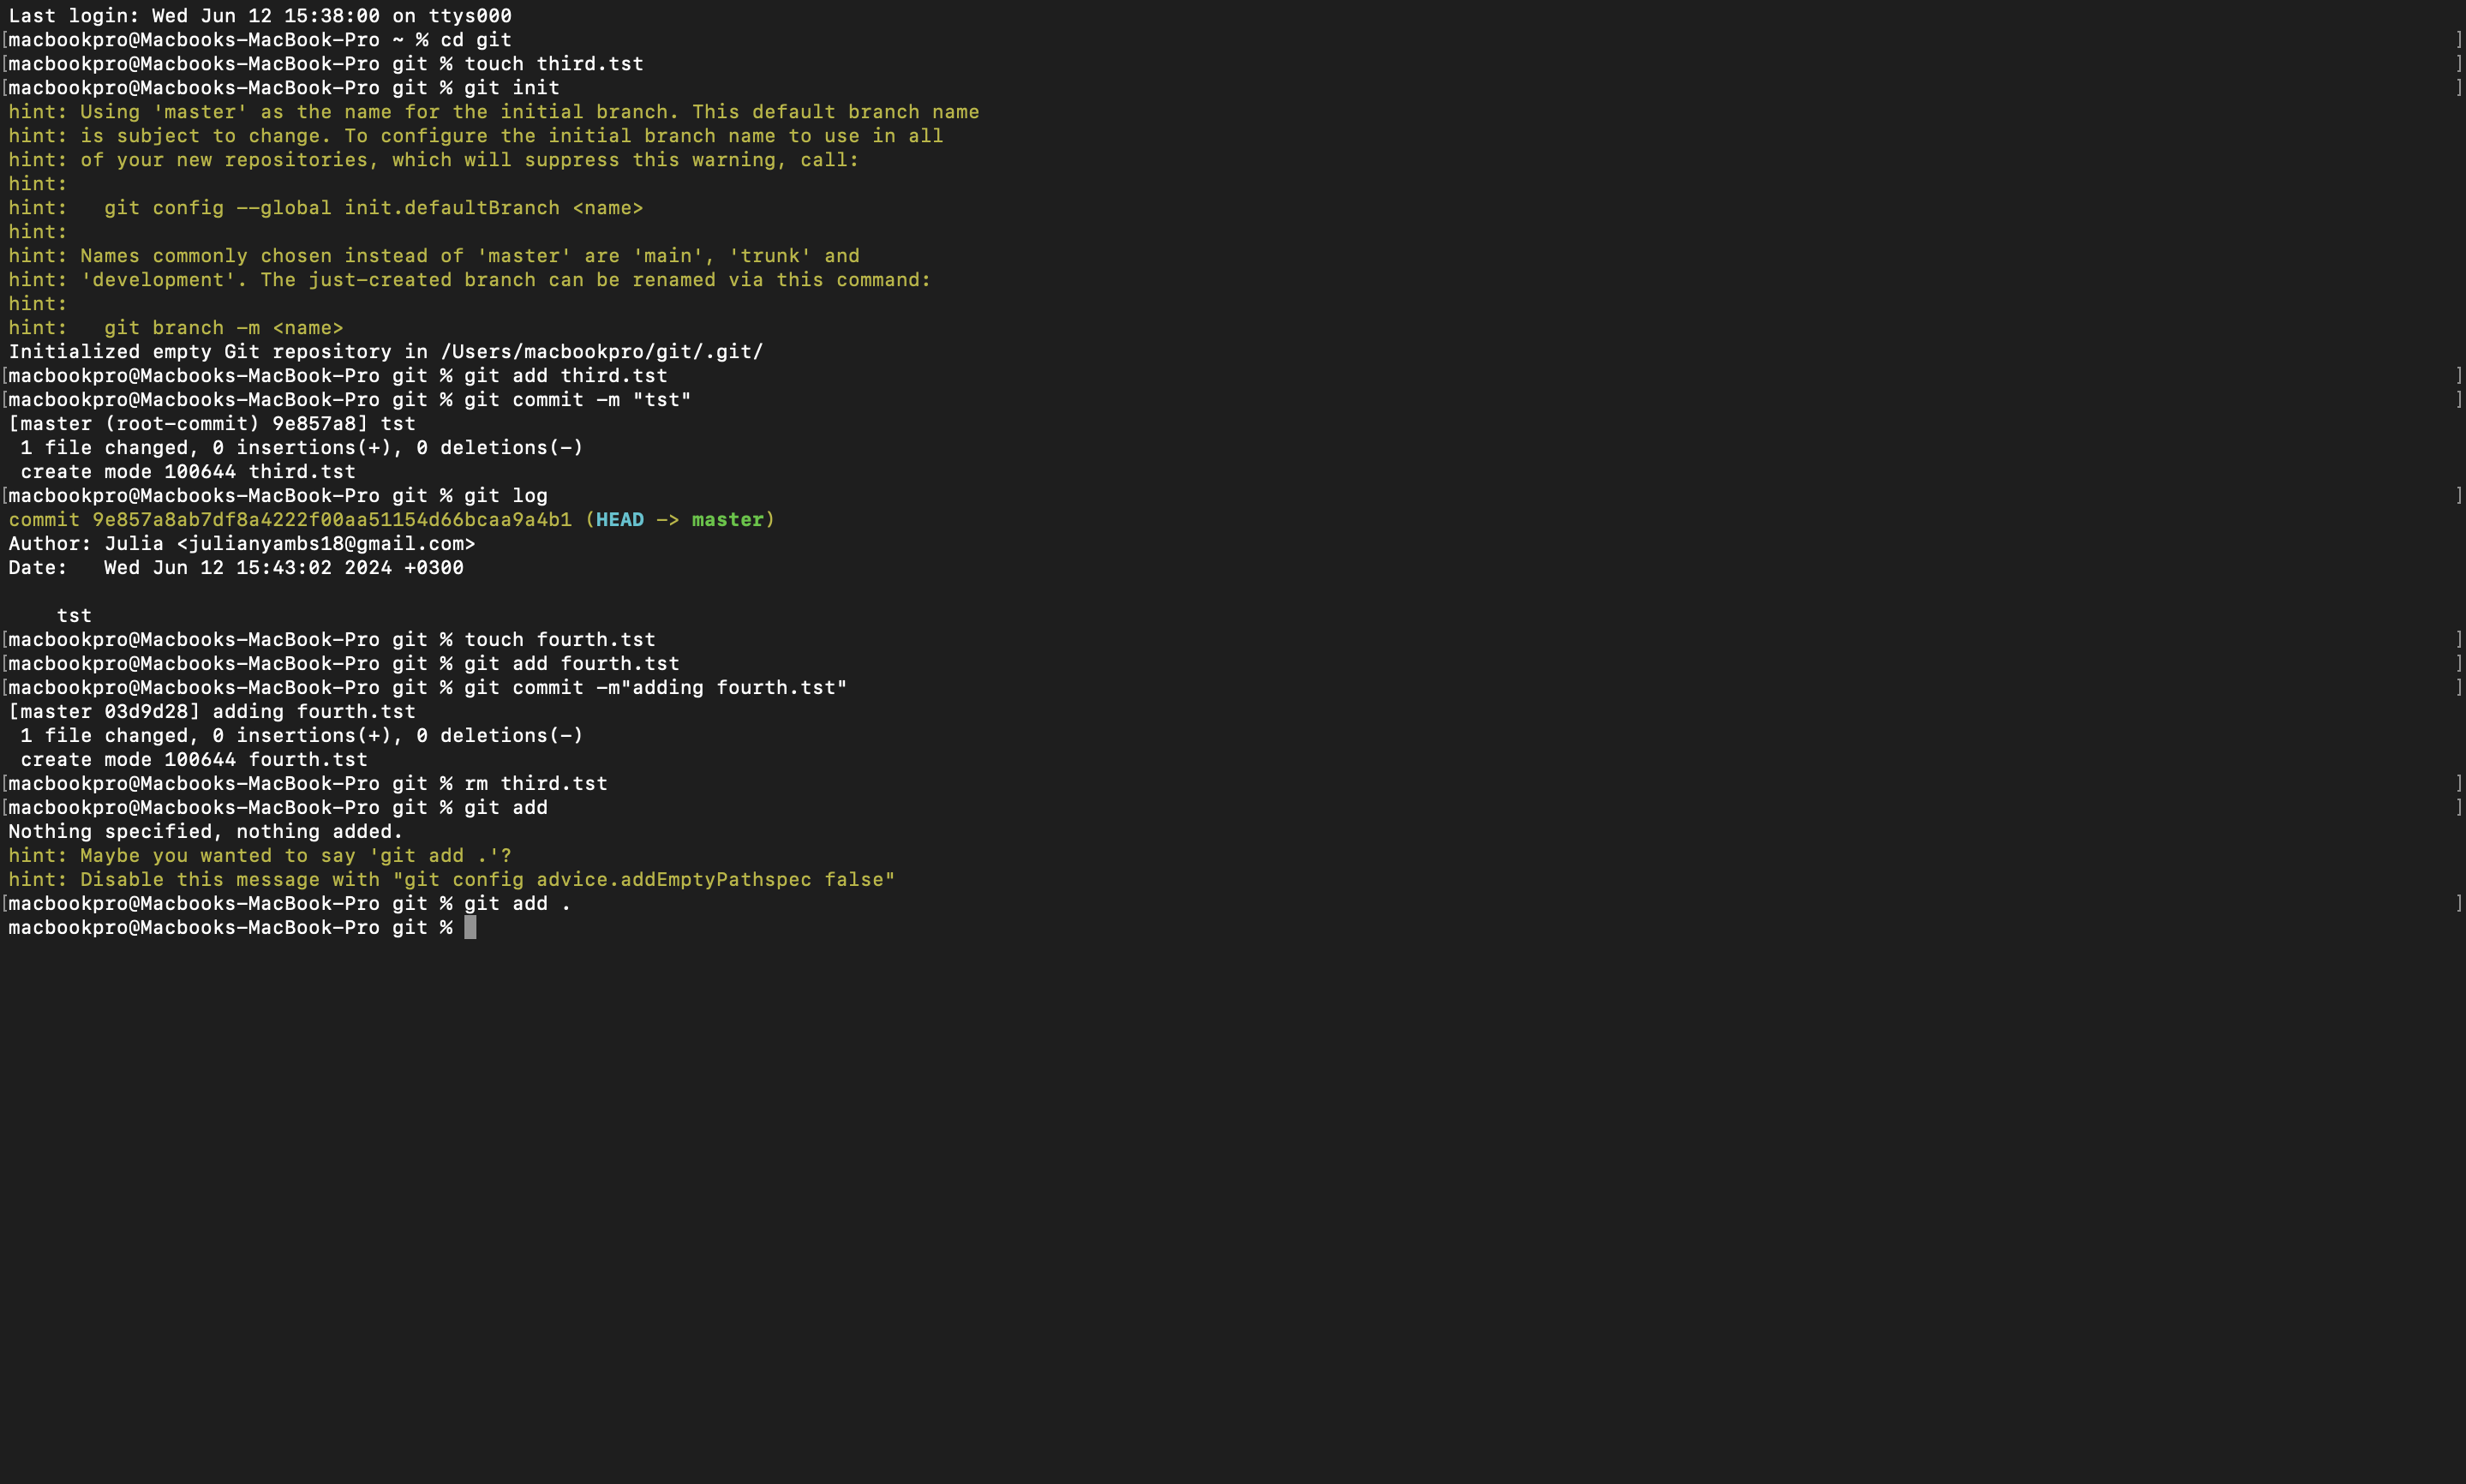 Last login: Wed Jun 12 15:38:00 on ttys000
[macbookpro@Macbooks-MacBook-Pro ~ % cd git ]
[macbookpro@Macbooks-MacBook-Pro git % touch third.tst ]
[macbookpro@Macbooks-MacBook-Pro git % git init ]
hint: Using 'master' as the name for the initial branch. This default branch name
hint: is subject to change. To configure the initial branch name to use in all
hint: of your new repositories, which will suppress this warning, call:
hint:
hint:   git config --global init.defaultBranch <name>
hint:
hint: Names commonly chosen instead of 'master' are 'main', 'trunk' and
hint: 'development'. The just-created branch can be renamed via this command:
hint:
hint:   git branch -m <name>
Initialized empty Git repository in /Users/macbookpro/git/.git/
[macbookpro@Macbooks-MacBook-Pro git % git add third.tst ]
[macbookpro@Macbooks-MacBook-Pro git % git commit -m "tst" ]
[master (root-commit) 9e857a8] tst
 1 file changed, 0 insertions(+), 0 deletions(-)
 create mode 100644 third.tst
[macbookpro@Macbooks-MacBook-Pro git % git log ]
commit 9e857a8ab7df8a4222f00aa51154d66bcaa9a4b1 (HEAD -> master)
Author: Julia <julianyambs18@gmail.com>
Date:   Wed Jun 12 15:43:02 2024 +0300
    tst
[macbookpro@Macbooks-MacBook-Pro git % touch fourth.tst ]
[macbookpro@Macbooks-MacBook-Pro git % git add fourth.tst ]
[macbookpro@Macbooks-MacBook-Pro git % git commit -m"adding fourth.tst" ]
[master 03d9d28] adding fourth.tst
 1 file changed, 0 insertions(+), 0 deletions(-)
 create mode 100644 fourth.tst
[macbookpro@Macbooks-MacBook-Pro git % rm third.tst ]
[macbookpro@Macbooks-MacBook-Pro git % git add ]
Nothing specified, nothing added.
hint: Maybe you wanted to say 'git add .'?
hint: Disable this message with "git config advice.addEmptyPathspec false"
[macbookpro@Macbooks-MacBook-Pro git % git add . ]
macbookpro@Macbooks-MacBook-Pro git %